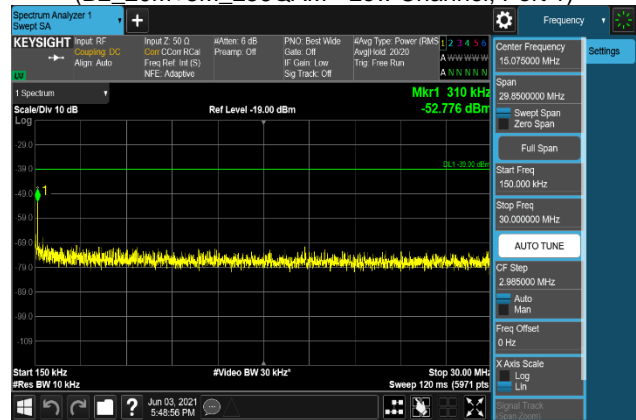 Spectrum Analyzer 1
Swept SA
+
Frequency
KEYSIGHT
Input: RF
Coupling: DC
Align: Auto
Input Z: 50 Ω
Corr CCorr RCal
Freq Ref: Int (S)
NFE: Adaptive
#Atten: 6 dB
Preamp: Off
PNO: Best Wide
Gate: Off
IF Gain: Low
Sig Track: Off
#Avg Type: Power (RMS
Avg|Hold: 20/20
Trig: Free Run
1 2 3 4 5 6
A WW WW W
A N N N N N
LW
1 Spectrum
Mkr1 310 kHz
-52.776 dBm
Scale/Div 10 dB
Ref Level -19.00 dBm
Log
DL1 -39.00 dBm
-29.0
-39.0
-49.0
1
-59.0
-69.0
-79.0
-89.0
-99.0
-109
Start 150 kHz
#Video BW 30 kHz*
Stop 30.00 MHz
#Res BW 10 kHz
Sweep 120 ms (5971 pts
Center Frequency
15.075000 MHz
Settings
Span
29.8500000 MHz
Swept Span
Zero Span
Full Span
Start Freq
150.000 kHz
Stop Freq
30.000000 MHz
AUTO TUNE
CF Step
2.985000 MHz
Auto
Man
Freq Offset
0 Hz
X Axis Scale
Log
Lin
Signal Track
(Span Zoom)
?
Jun 03, 2021
5:48:56 PM